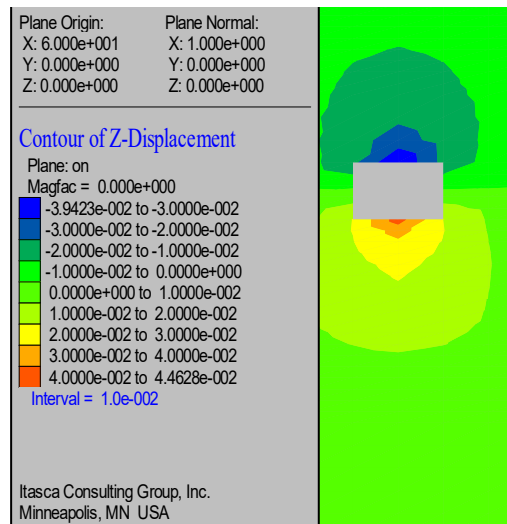 Plane Origin: Plane Normal:
X: 6.000e+001 X: 1.000e+000
Y: 0.000e+000 Y: 0.000e+000
Z: 0.000e+000 Z: 0.000e+000
Contour of Z-Displacement
Plane: on
Magfac = 0.000e+000
-3.9423e-002 to -3.0000e-002
-3.0000e-002 to -2.0000e-002
-2.0000e-002 to -1.0000e-002
-1.0000e-002 to 0.0000e+000
0.0000e+000 to 1.0000e-002
1.0000e-002 to 2.0000e-002
2.0000e-002 to 3.0000e-002
3.0000e-002 to 4.0000e-002
4.0000e-002 to 4.4628e-002
Interval = 1.0e-002
Itasca Consulting Group, Inc.
Minneapolis, MN USA